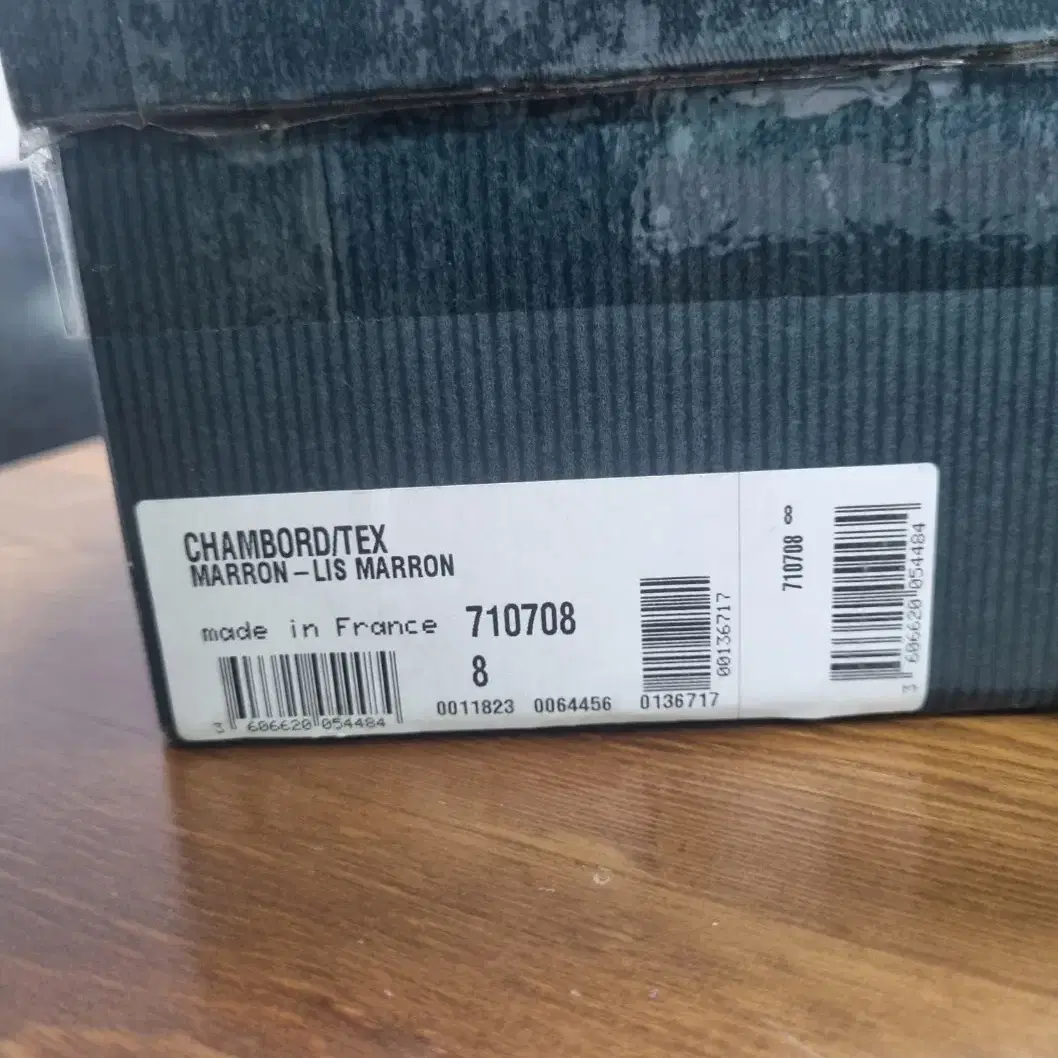 CHAMBORD/TEX
MARRON – LIS MARRON
made in France 710708
8
3 606620 054484
0011823 0064456 0136717
00136717
710708 8
3 606620 054484